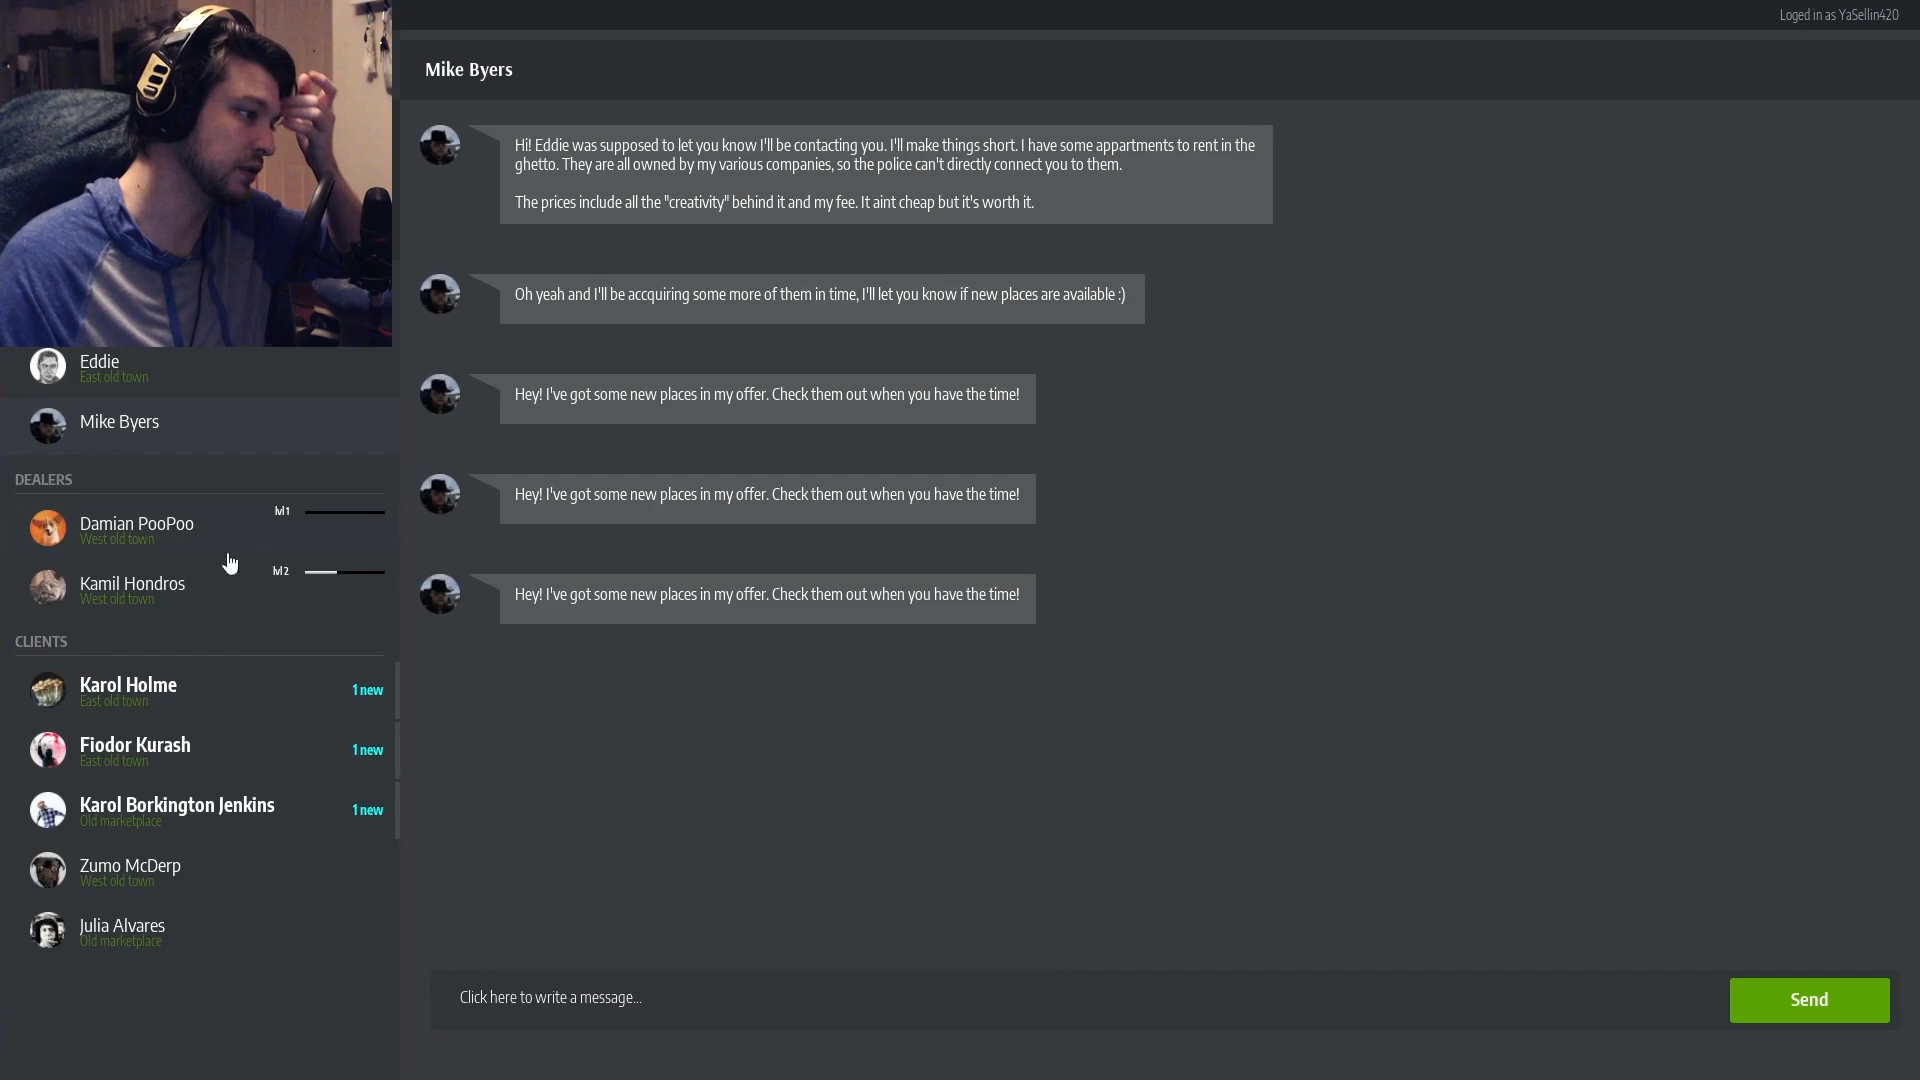 Loged in as YaSellin420
Mike Byers
Hi! Eddie was supposed to let you know I'll be contacting you. I'll make things short. I have some appartments to rent in the
ghetto. They are all owned by my various companies, so the police can't directly connect you to them.
The prices include all the "creativity" behind it and my fee. It aint cheap but it's worth it.
Oh yeah and I'll be accquiring some more of them in time, I'll let you know if new places are available :)
Hey! I've got some new places in my offer. Check them out when you have the time!
Hey! I've got some new places in my offer. Check them out when you have the time!
Hey! I've got some new places in my offer. Check them out when you have the time!
Eddie
East old town
Mike Byers
DEALERS
Damian PooPoo
lvl 1
West old town
Kamil Hondros
lvl 2
West old town
CLIENTS
Karol Holme
1 new
East old town
Fiodor Kurash
1 new
East old town
Karol Borkington Jenkins
1 new
Old marketplace
Zumo McDerp
West old town
Julia Alvares
Old marketplace
Click here to write a message...
Send